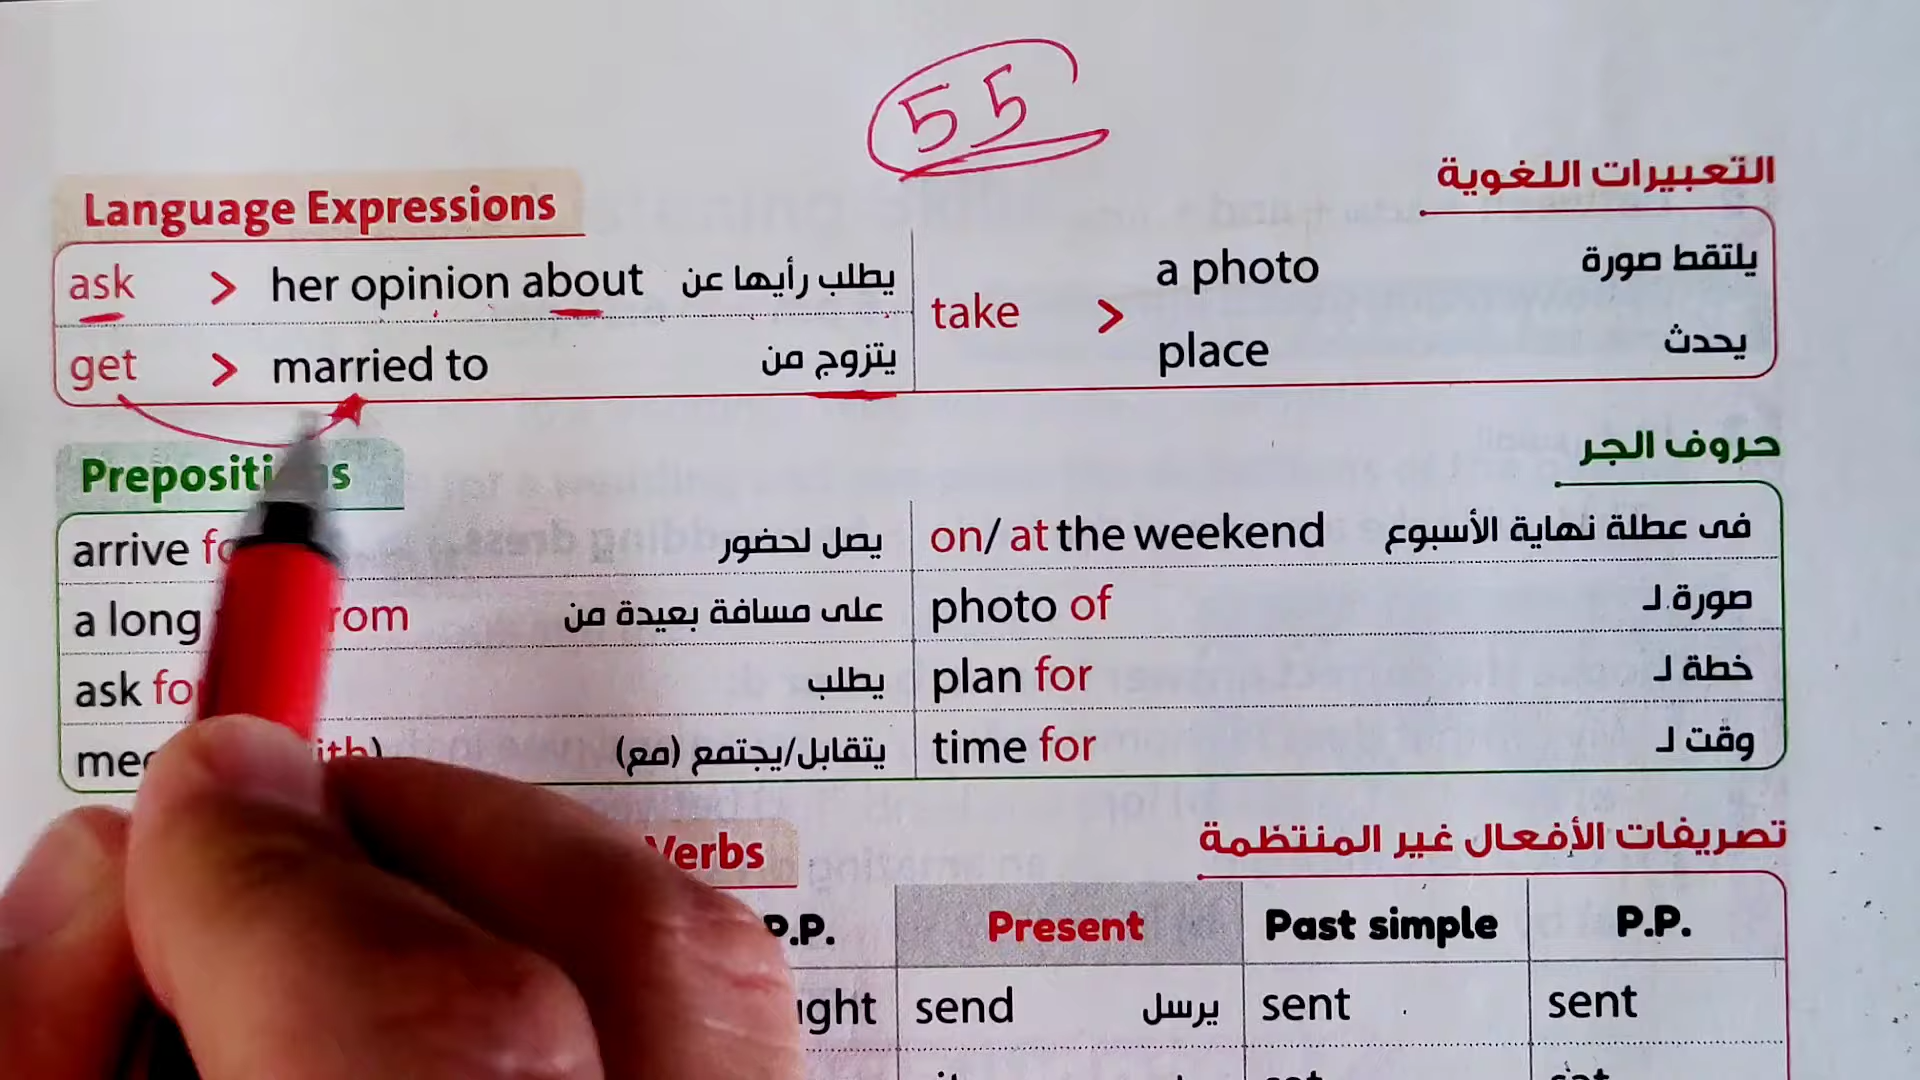 55
Language Expressions التعبيرات اللغوية
ask > her opinion about يطلب رأيها عن
get > married to يتزوج من
take > a photo يلتقط صورة
place يحدث
Prepositions حروف الجر
arrive يصل لحضور
a long from على مسافة بعيدة من
ask يطلب
يتقابل/يجتمع (مع)
on/ at the weekend فى عطلة نهاية الأسبوع
photo of صورة لـ
plan for خطة لـ
time for وقت لـ
Verbs تصريفات الأفعال غير المنتظمة
P.P. Present Past simple P.P.
send يرسل sent sent